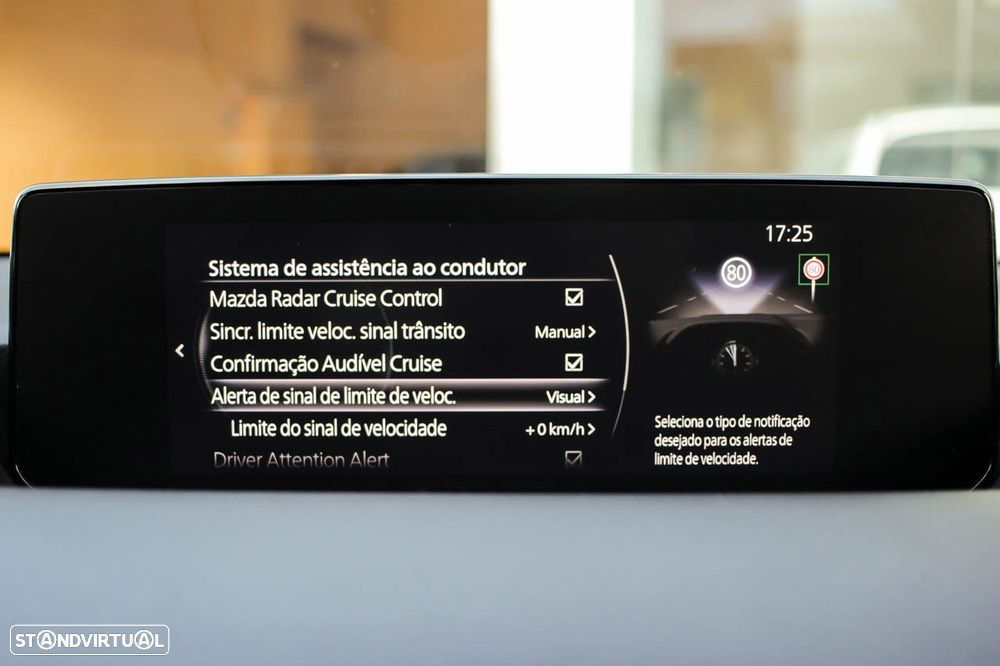 17:25
Sistema de assistência ao condutor
Mazda Radar Cruise Control
Sincr. limite veloc. sinal trânsito Manual >
Confirmação Audível Cruise
Alerta de sinal de limite de veloc. Visual >
Limite do sinal de velocidade +0 km/h >
Driver Attention Alert
80
80
Seleciona o tipo de notificação
desejado para os alertas de
limite de velocidade.
STANDVIRTUAL